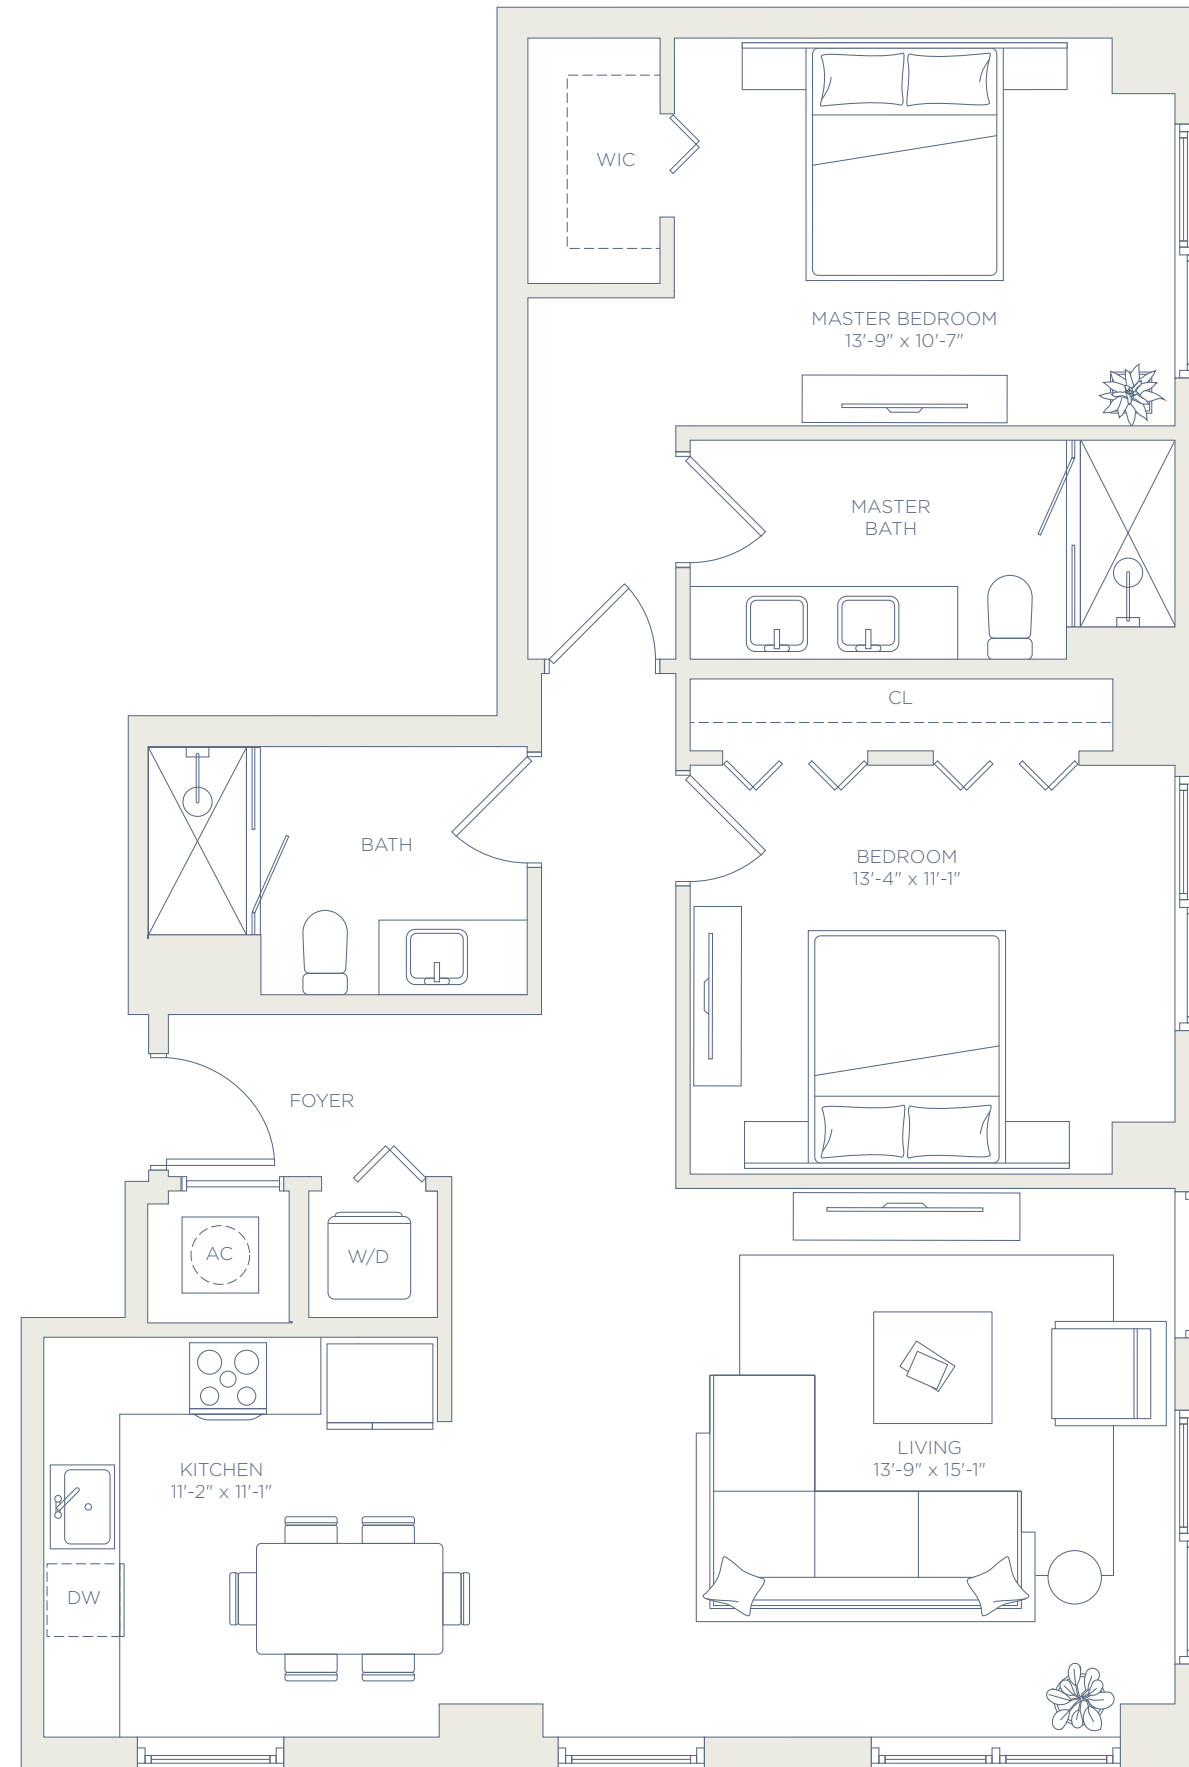 WIC
MASTER BEDROOM
13'-9" x 10'-7"
MASTER
BATH
CL
BATH
BEDROOM
13'-4" x 11'-1"
FOYER
AC
W/D
LIVING
13'-9" x 15'-1"
KITCHEN
11'-2" x 11'-1"
DW